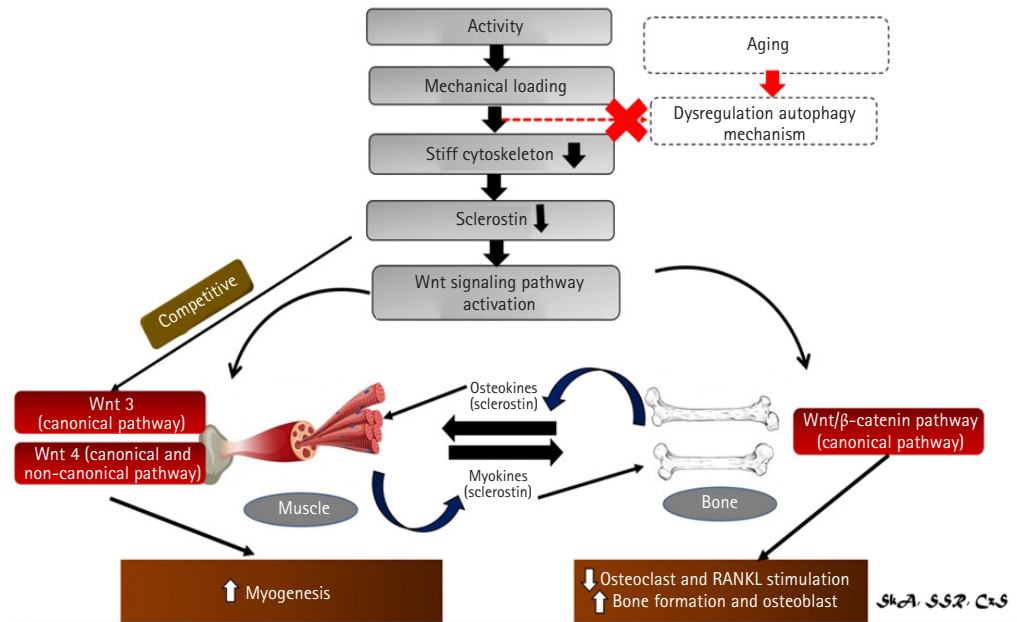 Activity
Aging
Mechanical loading
Dysregulation autophagy
mechanism
Stiff cytoskeleton
Sclerostin
Wnt signaling pathway
activation
Competitive
Wnt 3
(canonical pathway)
Wnt 4 (canonical and
non-canonical pathway)
Osteokines
(sclerostin)
Wnt/β-catenin pathway
(canonical pathway)
Myokines
(sclerostin)
Muscle
Bone
Myogenesis
Osteoclast and RANKL stimulation
Bone formation and osteoblast
SkA, SSR, CzS